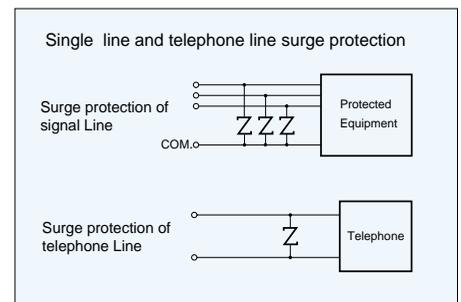 Single line and telephone line surge protection
Surge protection of
signal Line
Protected
Equipment
COM.
Surge protection of
telephone Line
Telephone